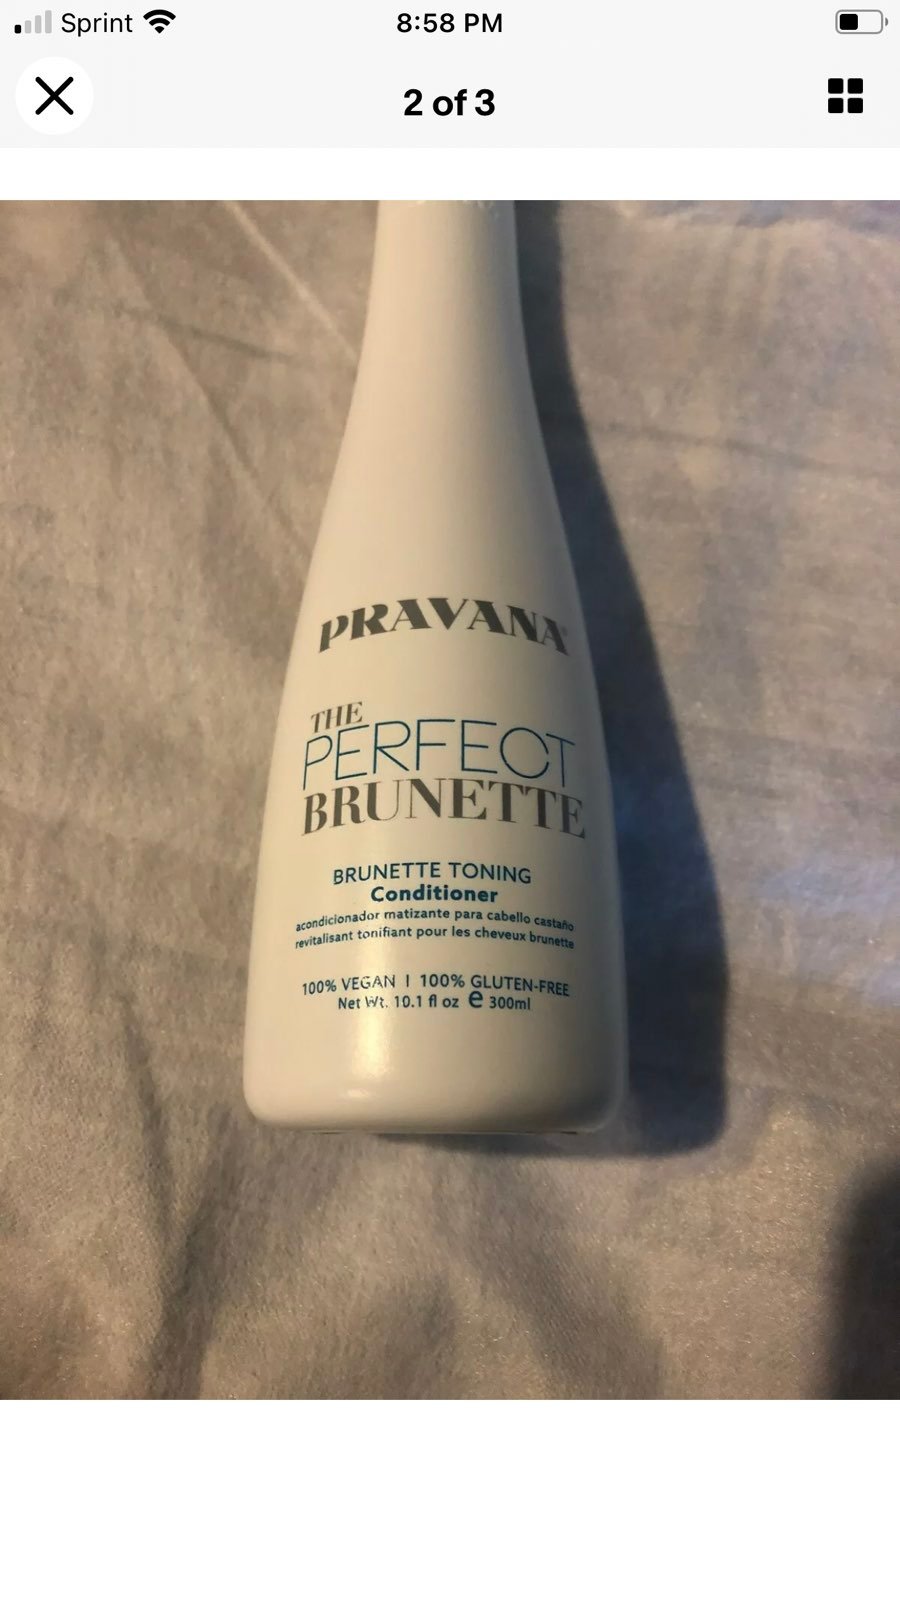 Sprint
8:58 PM
2 of 3
PRAVANA®
THE
PERFECT
BRUNETTE
BRUNETTE TONING
Conditioner
acondicionador matizante para cabello castaño
revitalisant tonifiant pour les cheveux brunette
100% VEGAN | 100% GLUTEN-FREE
Net Wt. 10.1 fl oz ℮ 300ml